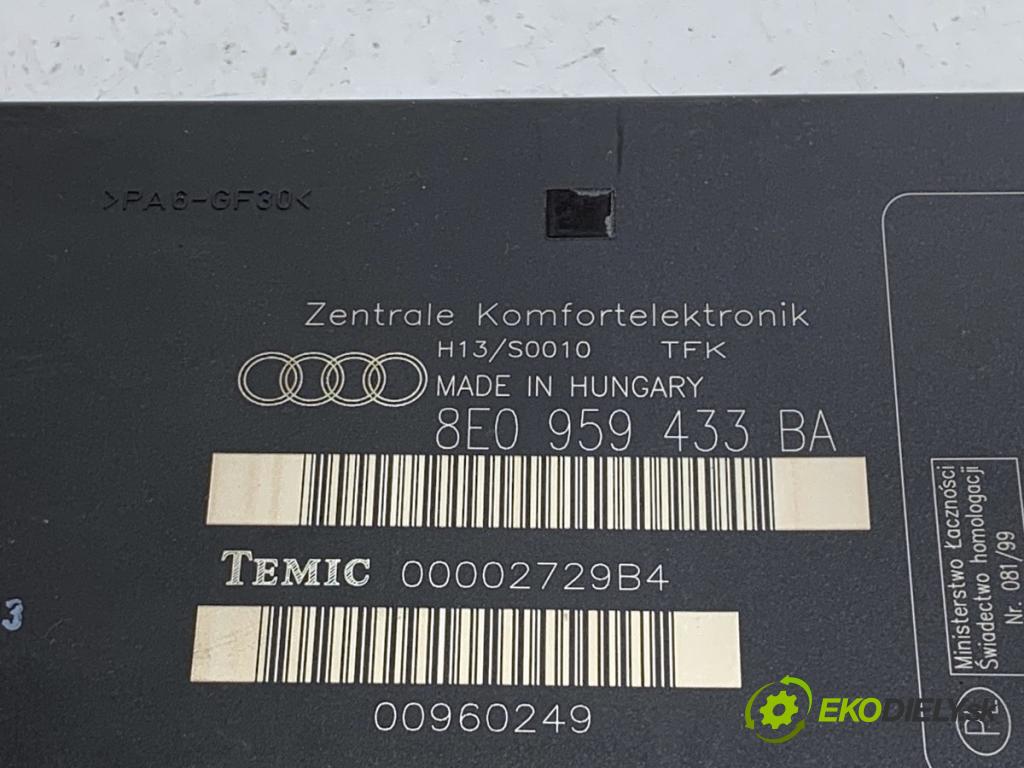 >PA6-GF30<
Zentrale Komfortelektronik
H13/S0010 TFK
MADE IN HUNGARY
8E0 959 433 BA
TEMIC 00002729B4
00960249
3
Ministerstwo Łączności
Świadectwo homologacji
Nr. 081/99
EKODIELY.sk